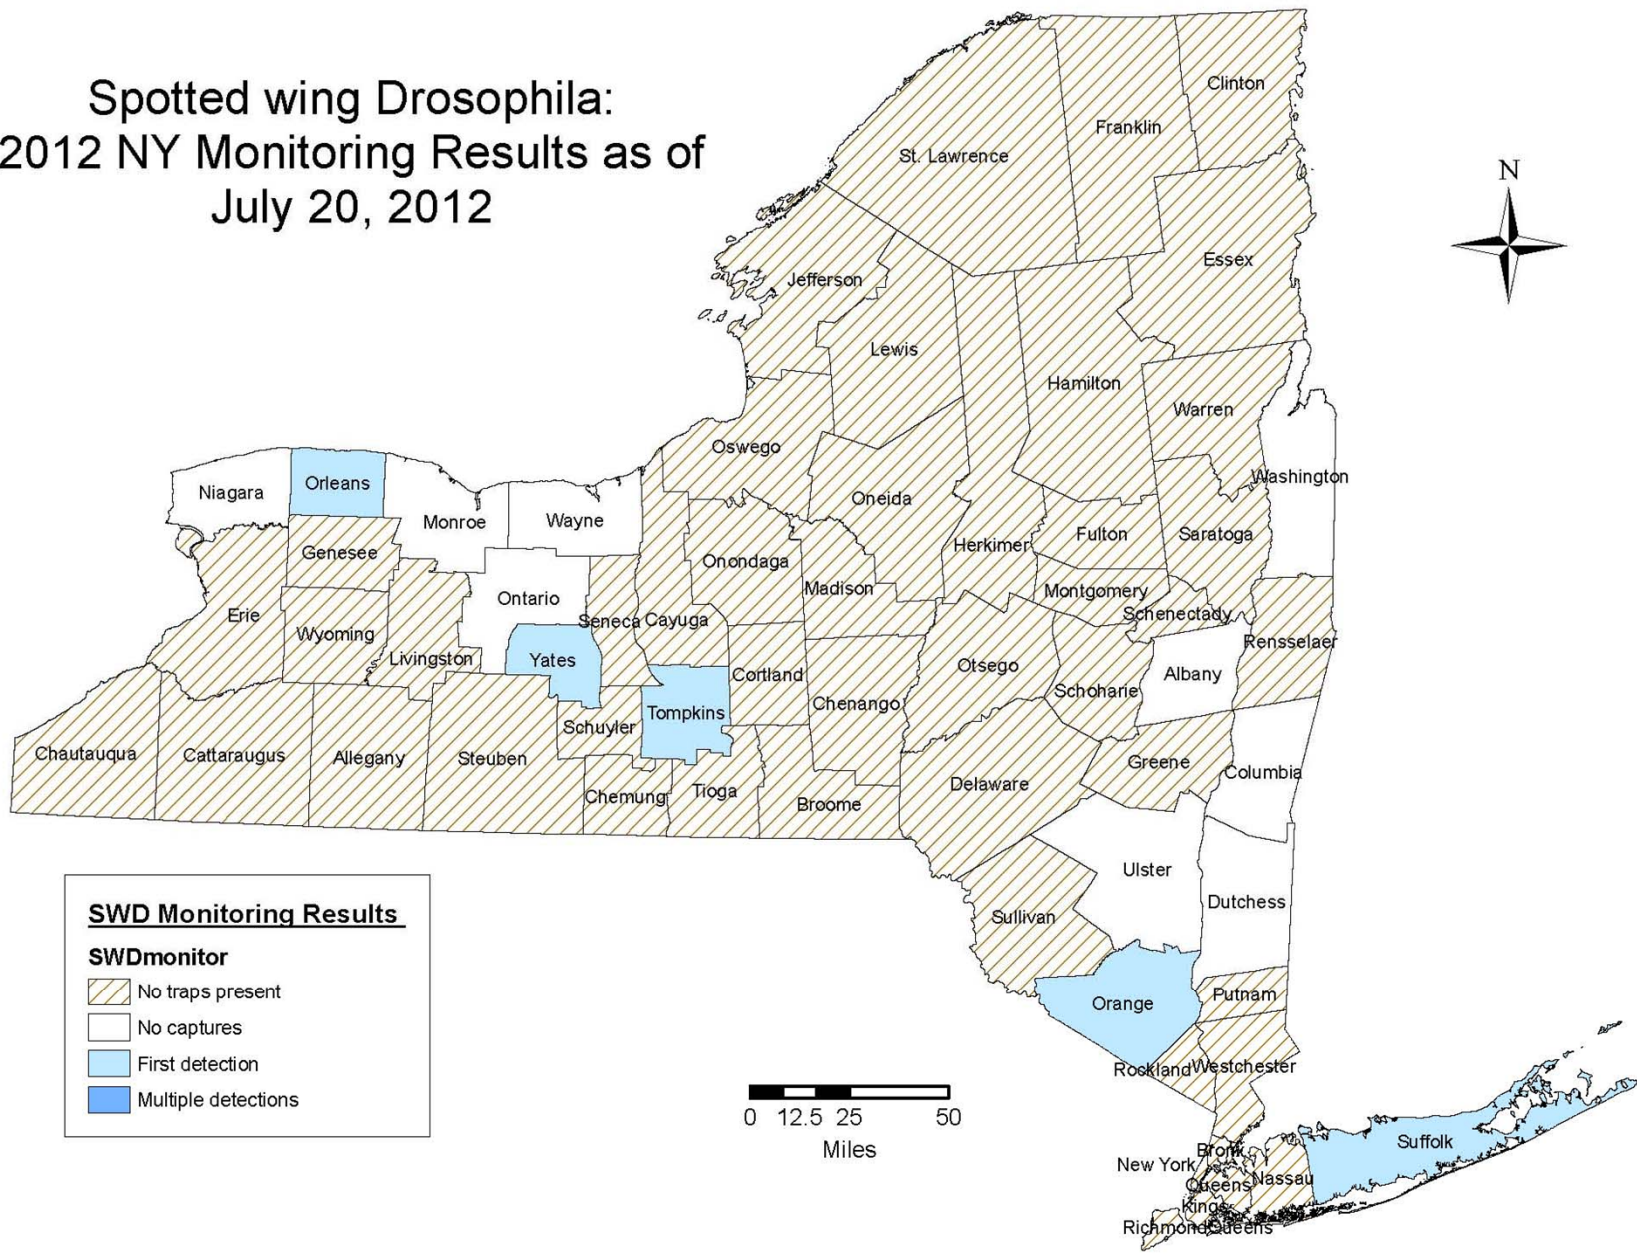 Spotted wing Drosophila:
2012 NY Monitoring Results as of
July 20, 2012
N
Clinton
Franklin
St. Lawrence
Essex
Jefferson
Lewis
Hamilton
Warren
Oswego
Washington
Niagara
Orleans
Monroe
Wayne
Oneida
Herkimer
Fulton
Saratoga
Genesee
Onondaga
Madison
Montgomery
Schenectady
Ontario
Seneca
Cayuga
Erie
Wyoming
Livingston
Yates
Cortland
Otsego
Schoharie
Albany
Rensselaer
Tompkins
Chenango
Schuyler
Chautauqua
Cattaraugus
Allegany
Steuben
Chemung
Tioga
Broome
Delaware
Greene
Columbia
Ulster
Dutchess
Sullivan
Orange
Putnam
Rockland
Westchester
Suffolk
Bronx
New York
Queens
Nassau
Kings
Richmond
Queens
SWD Monitoring Results
SWDmonitor
No traps present
No captures
First detection
Multiple detections
0 12.5 25 50
Miles